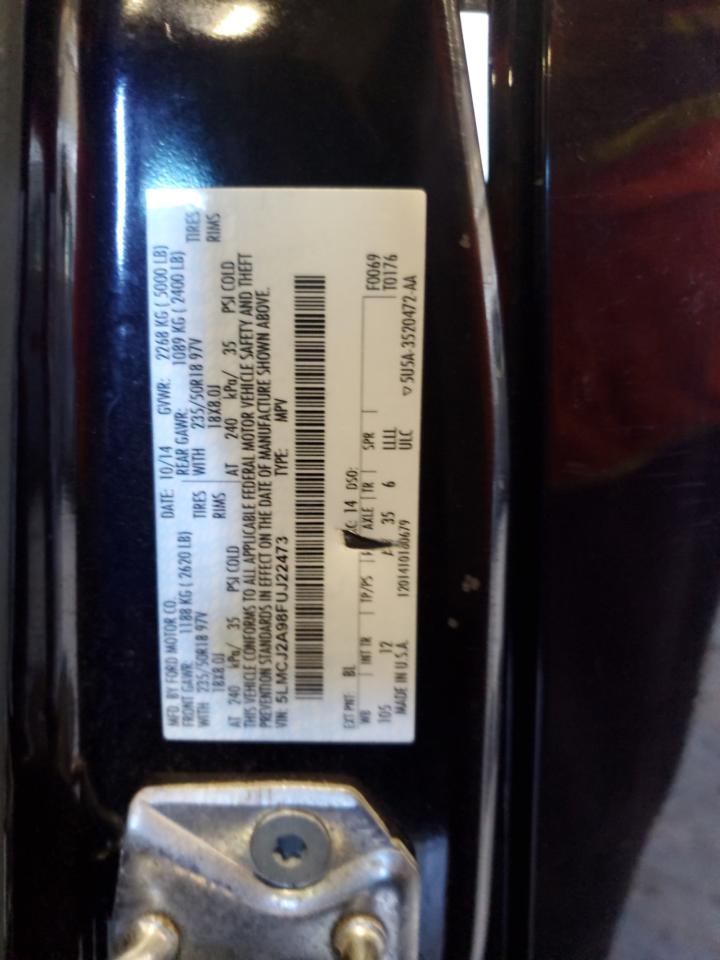 MFD. BY FORD MOTOR CO. DATE: 10/14 GVWR: 2268 KG ( 5000 LB)
FRONT GAWR: 1188 KG ( 2620 LB) REAR GAWR: 1089 KG ( 2400 LB)
WITH 235/50R18 97V TIRES WITH 235/50R18 97V TIRES
18X8.0J RIMS 18X8.0J RIMS
AT 240 kPa/ 35 PSI COLD AT 240 kPa/ 35 PSI COLD
THIS VEHICLE CONFORMS TO ALL APPLICABLE FEDERAL MOTOR VEHICLE SAFETY AND THEFT
PREVENTION STANDARDS IN EFFECT ON THE DATE OF MANUFACTURE SHOWN ABOVE.
VIN: 5LMCJ2A98FUJ22473 TYPE: MPV
EXT PNT: BL 14 DSO: F0069
WB INT TR TP/PS AXLE TR SPR T0176
105 12 35 6 LLLL
MADE IN U.S.A. ULC 5U5A-3520472-AA